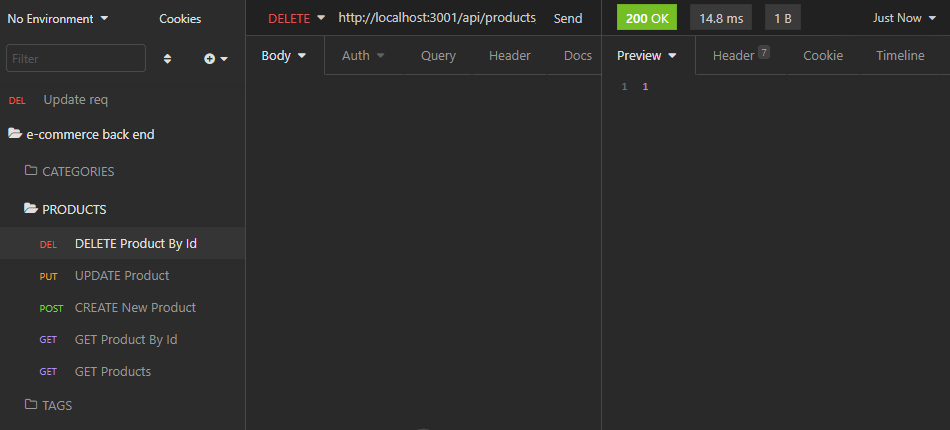 No Environment Cookies
DELETE http://localhost:3001/api/products Send
200 OK 14.8 ms 1 B Just Now
Filter
Body Auth Query Header Docs
Preview Header 7 Cookie Timeline
1 1
DEL Update req
e-commerce back end
CATEGORIES
PRODUCTS
DEL DELETE Product By Id
PUT UPDATE Product
POST CREATE New Product
GET GET Product By Id
GET GET Products
TAGS